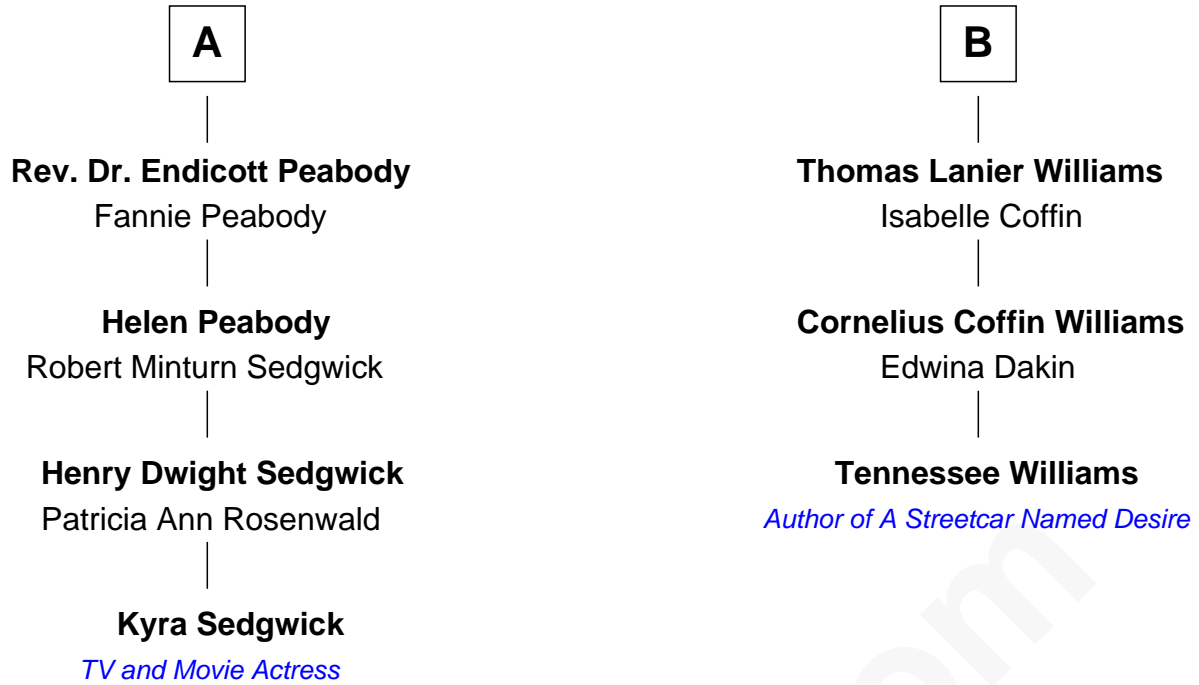 A
Rev. Dr. Endicott Peabody
Fannie Peabody
Helen Peabody
Robert Minturn Sedgwick
Henry Dwight Sedgwick
Patricia Ann Rosenwald
Kyra Sedgwick
TV and Movie Actress
B
Thomas Lanier Williams
Isabelle Coffin
Cornelius Coffin Williams
Edwina Dakin
Tennessee Williams
Author of A Streetcar Named Desire
om